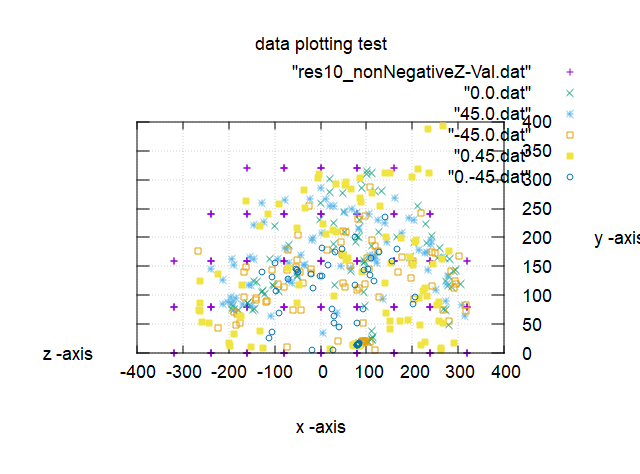 data plotting test
"res10_nonNegativeZ-Val.dat"
"0.0.dat"
"45.0.dat"
"-45.0.dat"
"0.45.dat"
"0.-45.dat"
400
350
300
250
200
150
100
50
0
y -axis
z -axis
-400 -300 -200 -100 0 100 200 300 400
x -axis